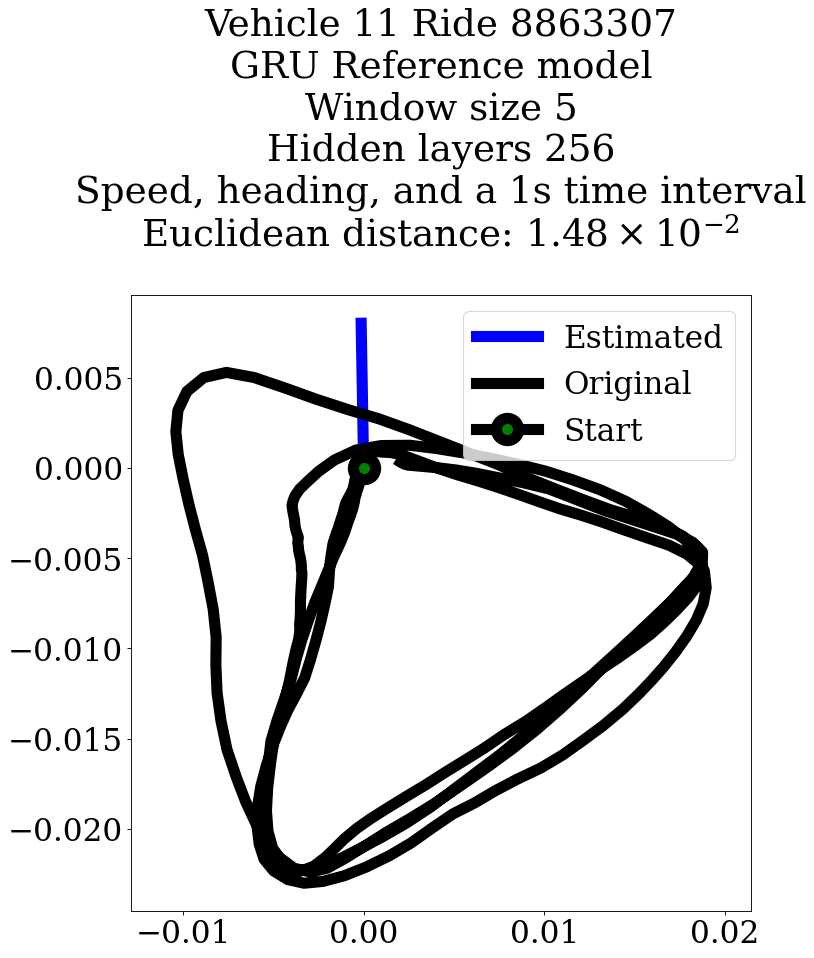 Vehicle 11 Ride 8863307
GRU Reference model
Window size 5
Hidden layers 256
Speed, heading, and a 1s time interval
Euclidean distance: 1.48 × 10⁻²
Estimated
Original
Start
0.005
0.000
−0.005
−0.010
−0.015
−0.020
−0.01 0.00 0.01 0.02